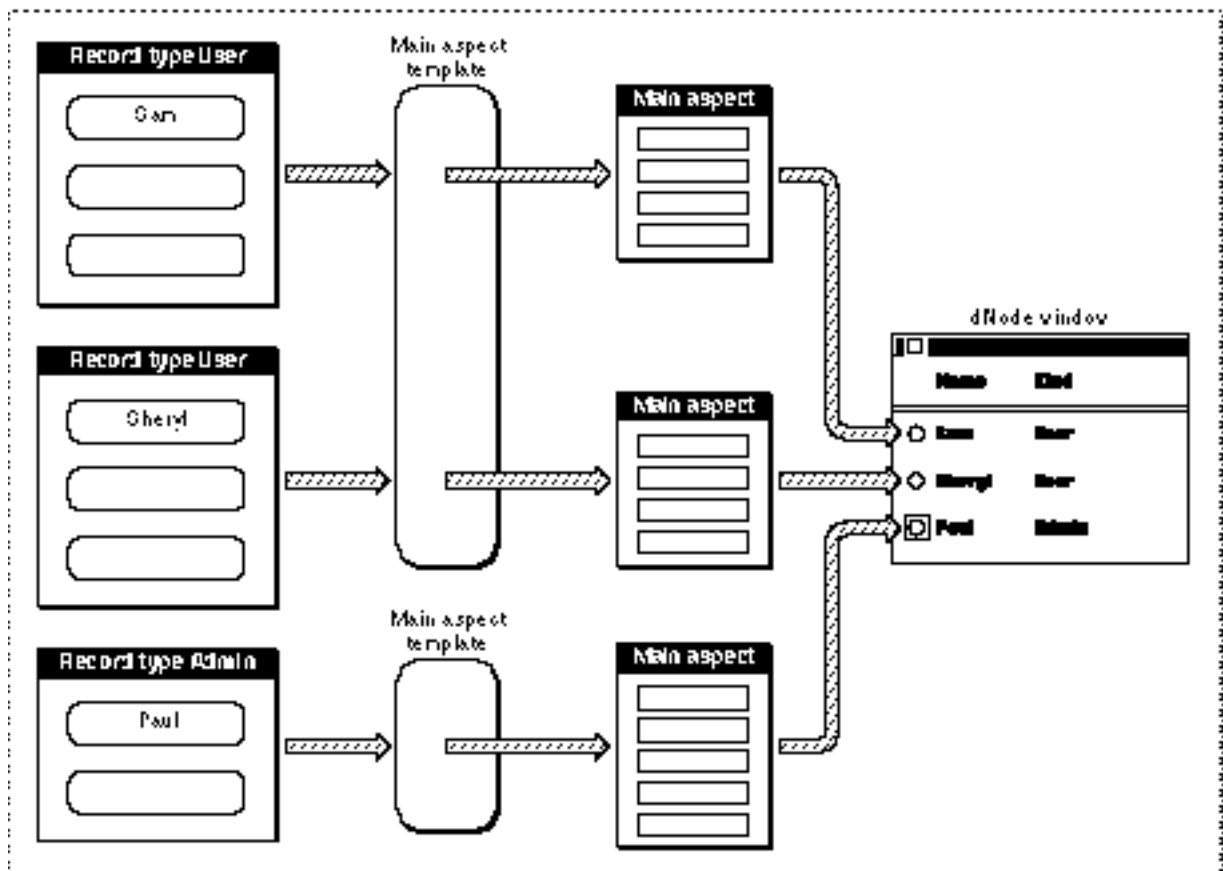 Record type User
Sam
Main aspect
template
Main aspect
Record type User
Sheryl
Main aspect
dNode window
Name Kind
Sam User
Sheryl User
Paul Admin
Record type Admin
Paul
Main aspect
template
Main aspect